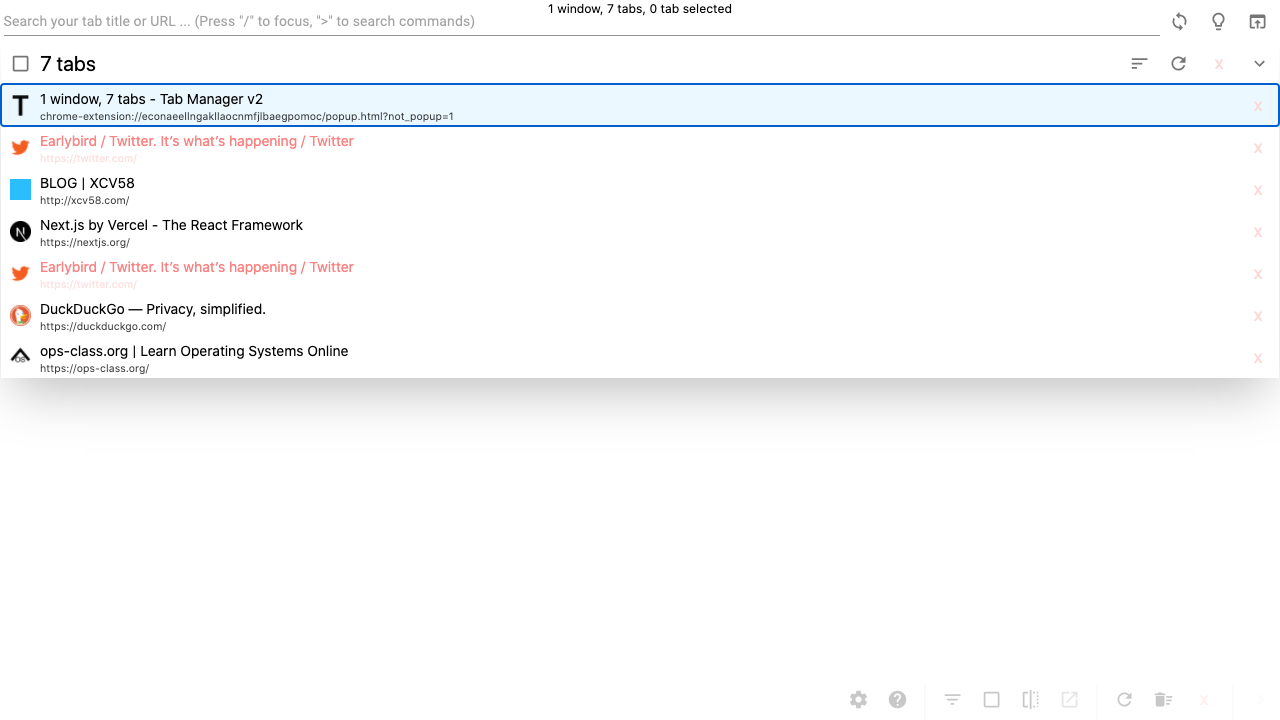 1 window, 7 tabs, 0 tab selected
Search your tab title or URL ... (Press "/" to focus, ">" to search commands)
7 tabs
X
1 window, 7 tabs - Tab Manager v2
chrome-extension://econaeellngakllaocnmfjlbaegpomoc/popup.html?not_popup=1
X
Earlybird / Twitter. It’s what’s happening / Twitter
https://twitter.com/
X
BLOG | XCV58
http://xcv58.com/
X
Next.js by Vercel - The React Framework
https://nextjs.org/
X
Earlybird / Twitter. It’s what’s happening / Twitter
https://twitter.com/
X
DuckDuckGo — Privacy, simplified.
https://duckduckgo.com/
X
ops-class.org | Learn Operating Systems Online
https://ops-class.org/
X
X